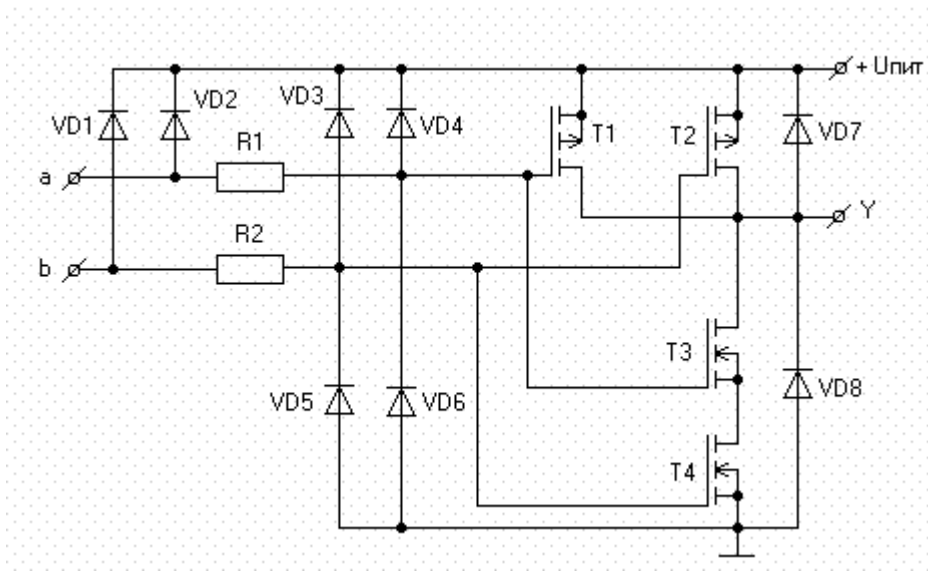 + Uпит
VD1
VD2
VD3
VD4
T1
T2
VD7
a
R1
Y
b
R2
T3
VD5
VD6
VD8
T4